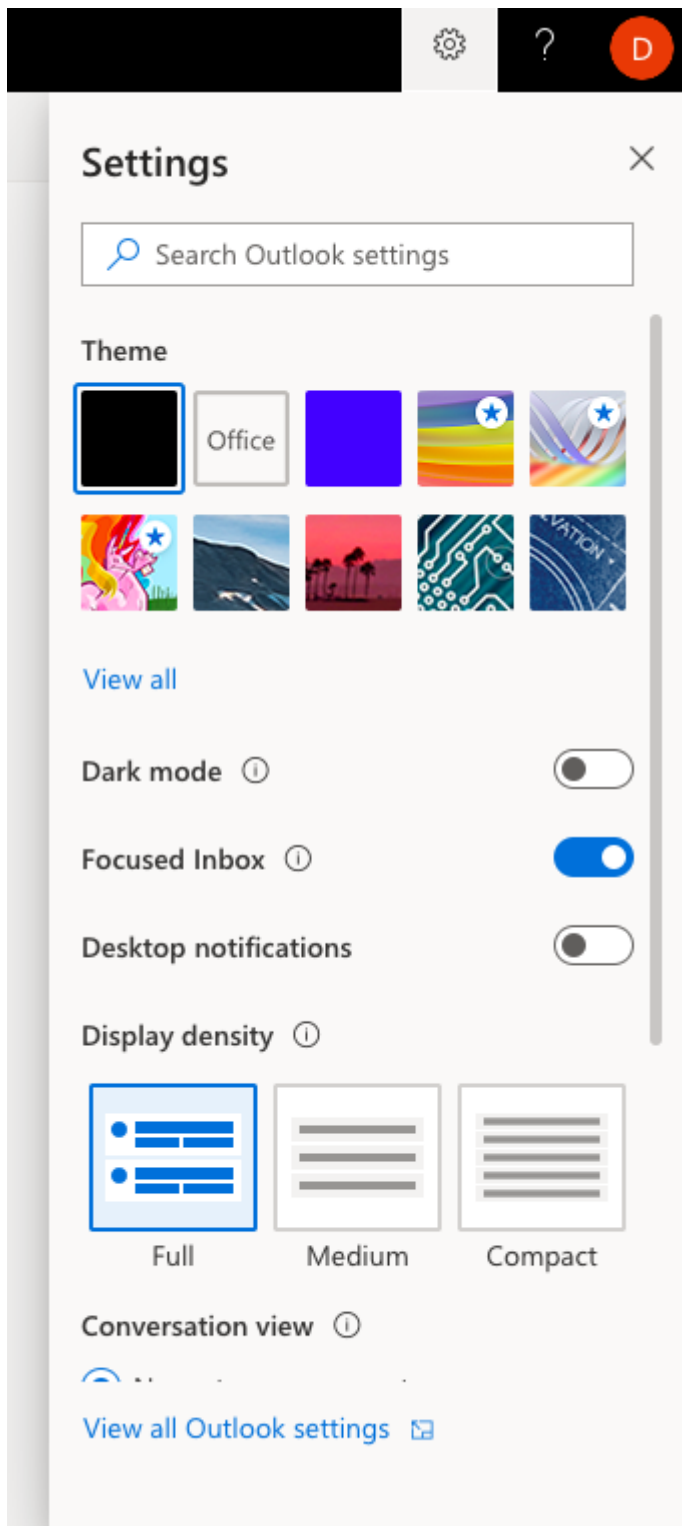 ?
D
Settings
Search Outlook settings
Theme
Office
VATION
View all
Dark mode
Focused Inbox
Desktop notifications
Display density
Full
Medium
Compact
Conversation view
View all Outlook settings